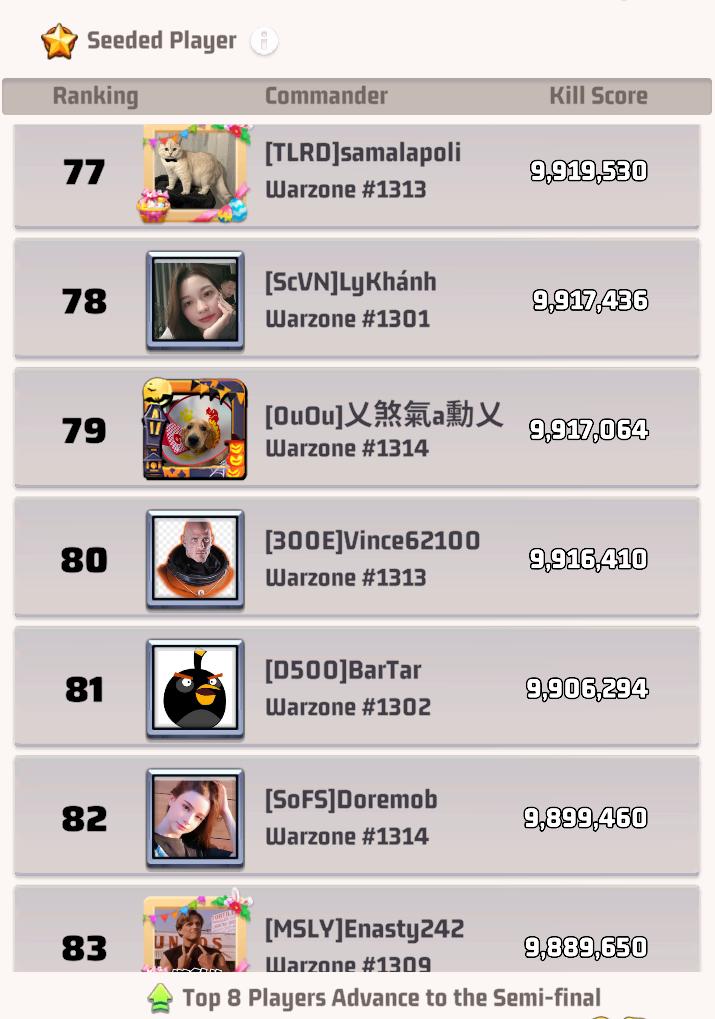 Seeded Player
Ranking Commander Kill Score
77 [TLRD]samalapoli 9,919,530
Warzone #1313
78 [ScVN]LyKhánh 9,917,436
Warzone #1301
79 [OuOu]乂煞氣a勳乂 9,917,064
Warzone #1314
80 [300E]Vince62100 9,916,410
Warzone #1313
81 [D500]BarTar 9,906,294
Warzone #1302
82 [SoFS]Doremob 9,899,460
Warzone #1314
83 [MSLY]Enasty242 9,889,650
Warzone #1309
Top 8 Players Advance to the Semi-final